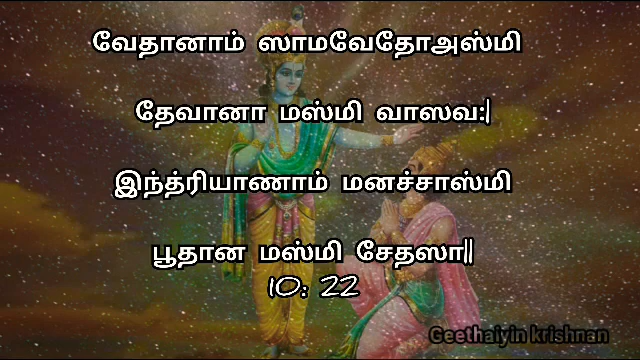 வேதானாம் ஸாமவேதோஅஸ்மி
தேவானா மஸ்மி வாஸவ:|
இந்த்ரியாணாம் மனச்சாஸ்மி
பூதான மஸ்மி சேதஸா||
10: 22
Geethaiyin krishnan